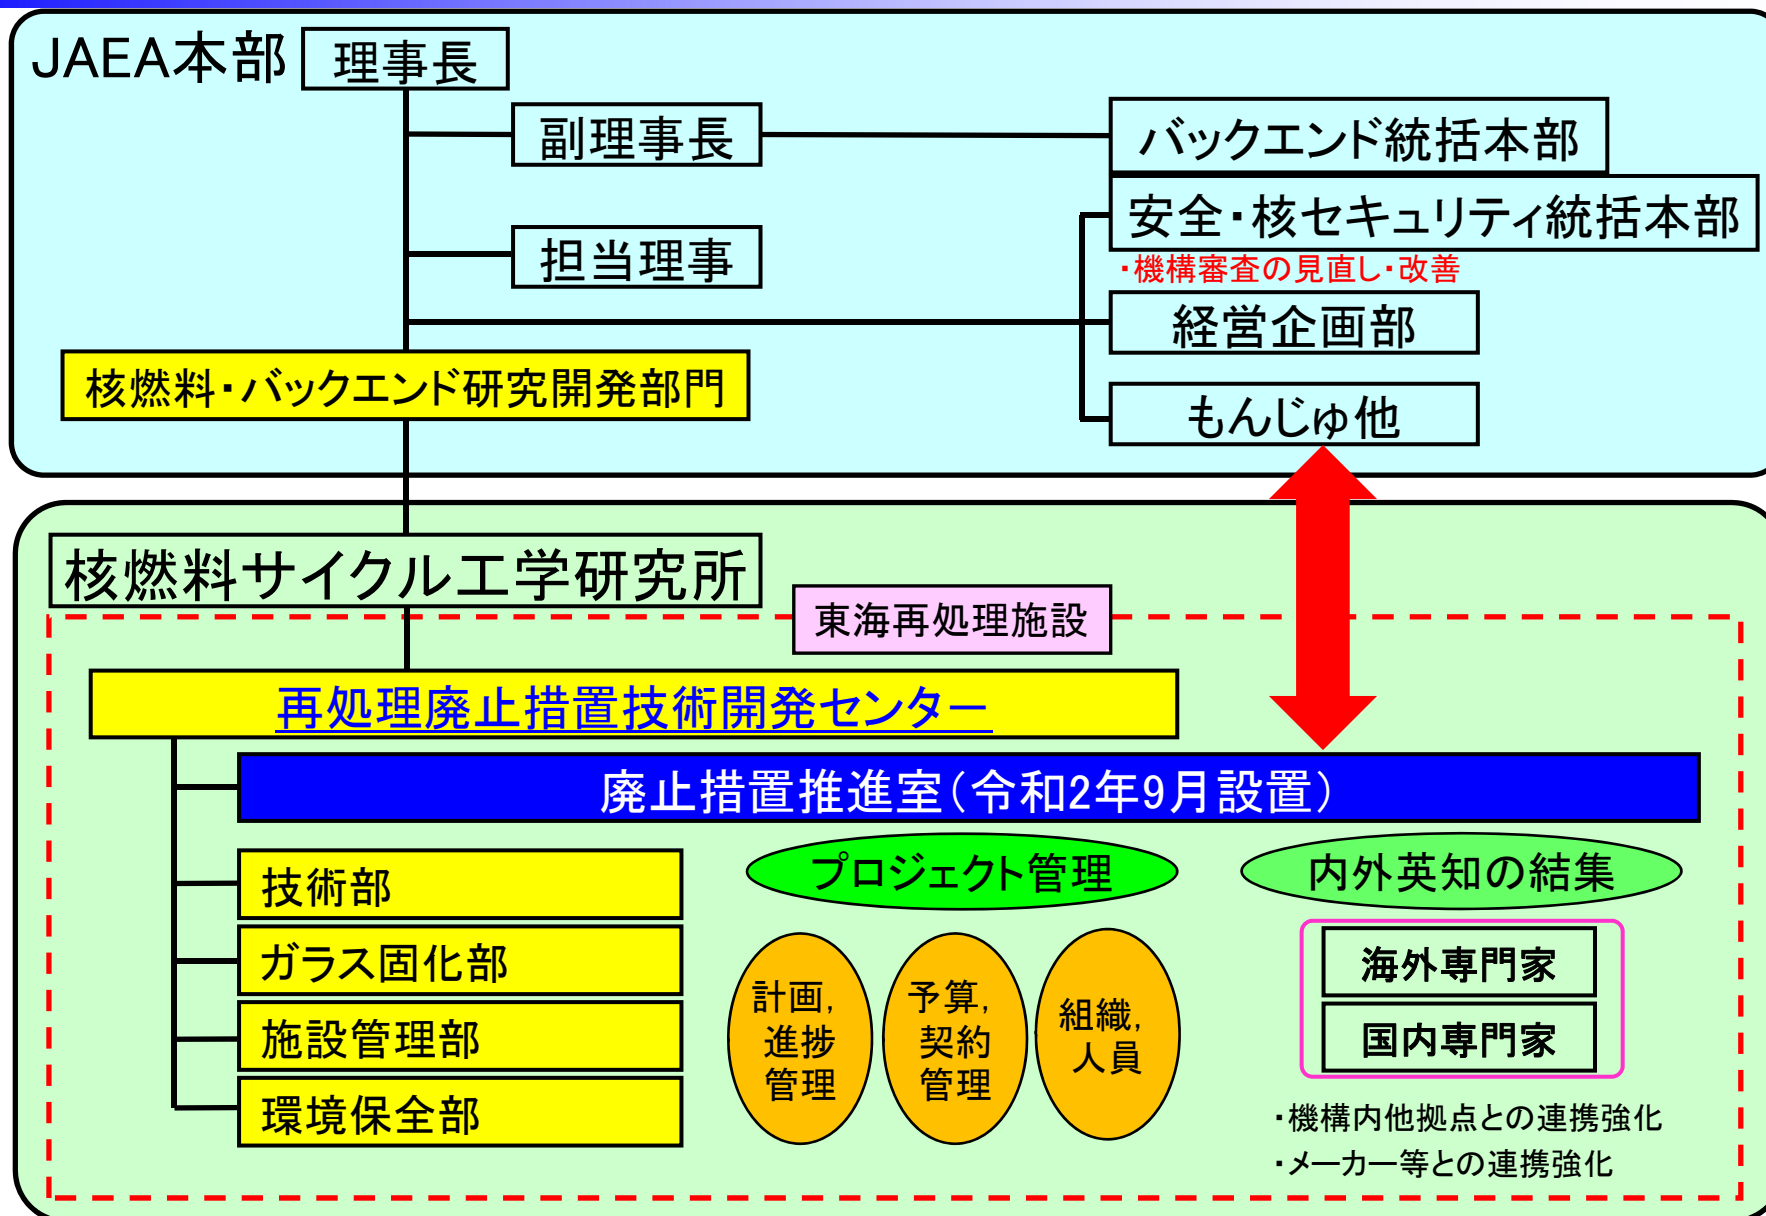 JAEA本部
理事長
副理事長
バックエンド統括本部
安全・核セキュリティ統括本部
担当理事
・機構審査の見直し・改善
経営企画部
核燃料・バックエンド研究開発部門
もんじゅ他
核燃料サイクル工学研究所
東海再処理施設
再処理廃止措置技術開発センター
廃止措置推進室(令和2年9月設置)
技術部
ガラス固化部
施設管理部
環境保全部
プロジェクト管理
計画,
進捗
管理
予算,
契約
管理
組織,
人員
内外英知の結集
海外専門家
国内専門家
・機構内他拠点との連携強化
・メーカー等との連携強化